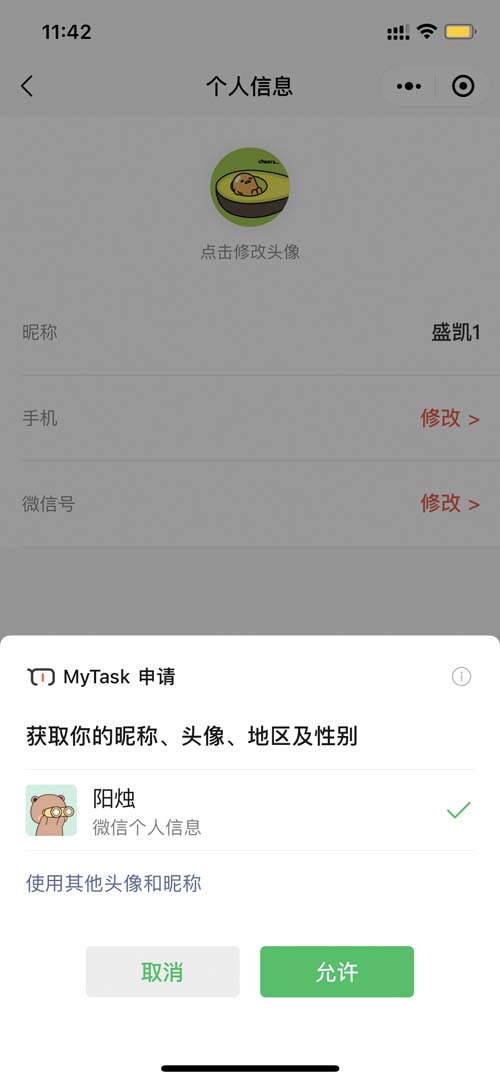 11:42
个人信息
cheers...
点击修改头像
昵称
盛凯1
手机
修改 >
微信号
修改 >
MyTask 申请
获取你的昵称、头像、地区及性别
阳烛
微信个人信息
使用其他头像和昵称
取消
允许